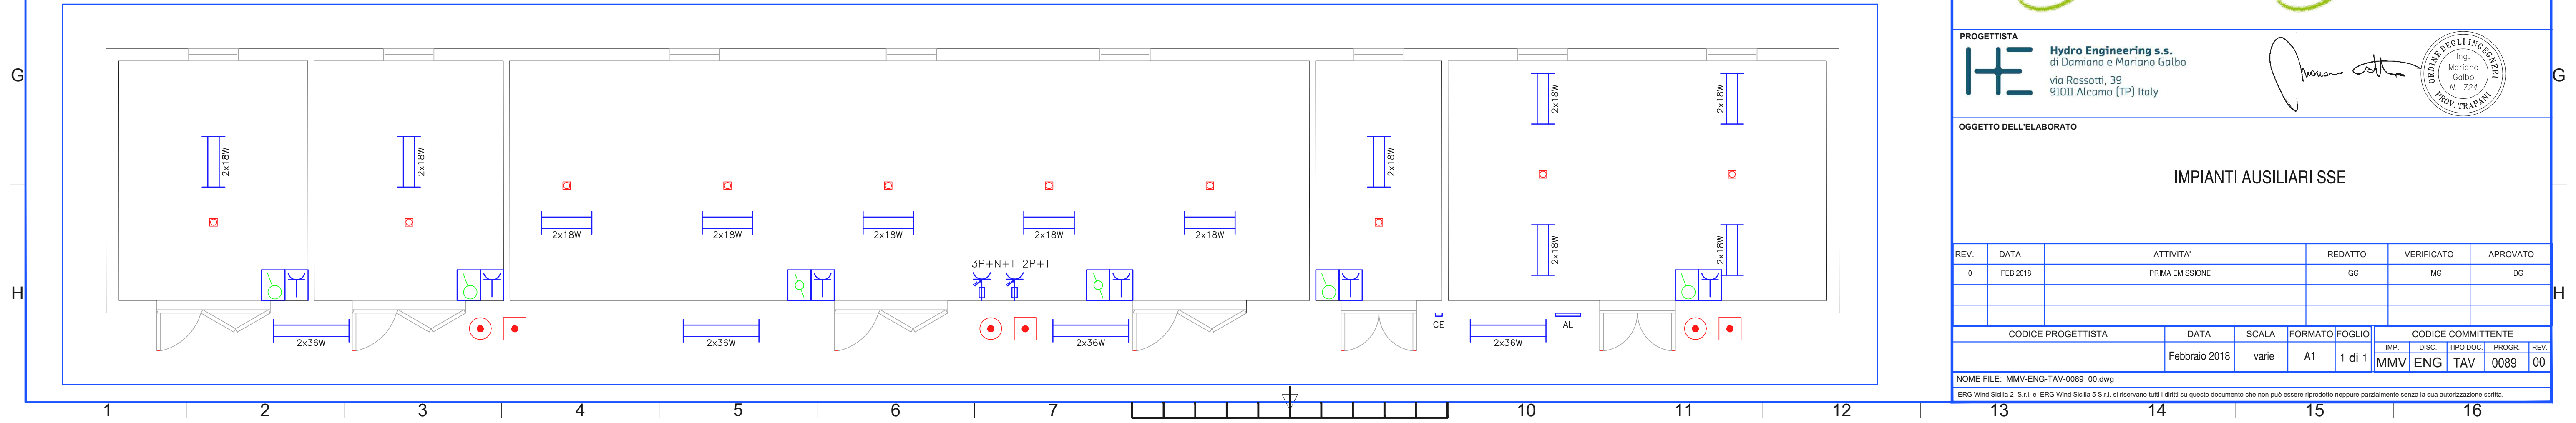 G
H
2x18W
2x18W
2x18W
2x18W
2x18W
2x18W
2x18W
2x18W
2x18W
2x18W
2x18W
2x18W
3P+N+T 2P+T
2x36W
2x36W
2x36W
CE
2x36W
AL
1 2 3 4 5 6 7 10 11 12 13 14 15 16
PROGETTISTA
Hydro Engineering s.s.
di Damiano e Mariano Galbo
via Rossotti, 39
91011 Alcamo (TP) Italy
ORDINE DEGLI INGEGNERI
Ing.
Mariano
Galbo
N. 724
PROV. TRAPANI
G
OGGETTO DELL'ELABORATO
IMPIANTI AUSILIARI SSE
REV. DATA ATTIVITA' REDATTO VERIFICATO APROVATO
0 FEB 2018 PRIMA EMISSIONE GG MG DG
H
CODICE PROGETTISTA DATA SCALA FORMATO FOGLIO CODICE COMMITTENTE
IMP. DISC. TIPO DOC. PROGR. REV.
Febbraio 2018 varie A1 1 di 1 MMV ENG TAV 0089 00
NOME FILE: MMV-ENG-TAV-0089_00.dwg
ERG Wind Sicilia 2 S.r.l. e ERG Wind Sicilia 5 S.r.l. si riservano tutti i diritti su questo documento che non può essere riprodotto neppure parzialmente senza la sua autorizzazione scritta.